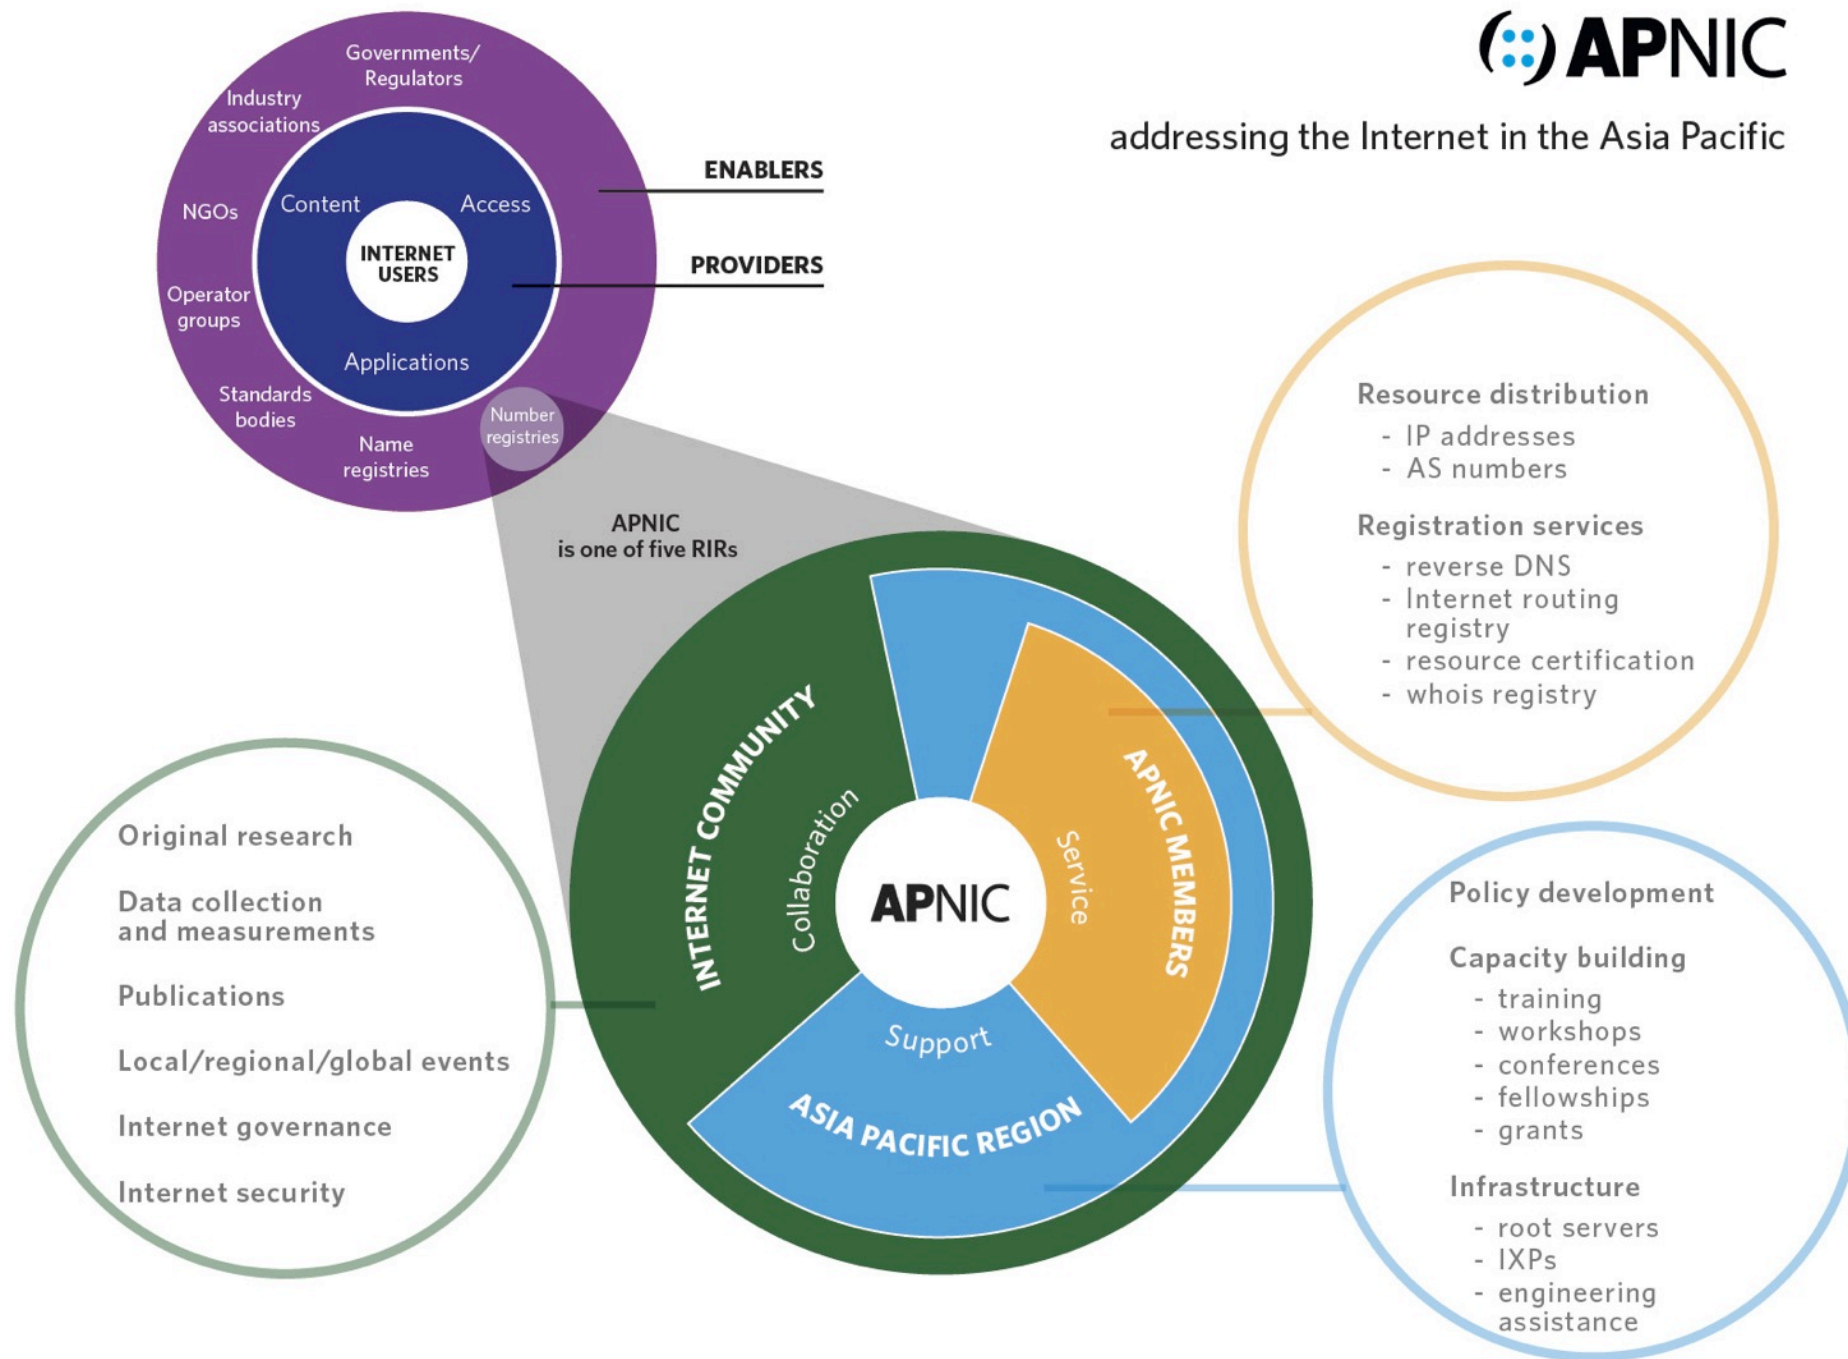 APNIC
addressing the Internet in the Asia Pacific
Governments/
Regulators
Industry
associations
NGOs
Operator
groups
Standards
bodies
Name
registries
Number
registries
Content
Access
Applications
INTERNET
USERS
ENABLERS
PROVIDERS
APNIC
is one of five RIRs
INTERNET COMMUNITY
Collaboration
APNIC
Service
APNIC MEMBERS
Support
ASIA PACIFIC REGION
Resource distribution
- IP addresses
- AS numbers
Registration services
- reverse DNS
- Internet routing
registry
- resource certification
- whois registry
Original research
Data collection
and measurements
Publications
Local/regional/global events
Internet governance
Internet security
Policy development
Capacity building
- training
- workshops
- conferences
- fellowships
- grants
Infrastructure
- root servers
- IXPs
- engineering
assistance